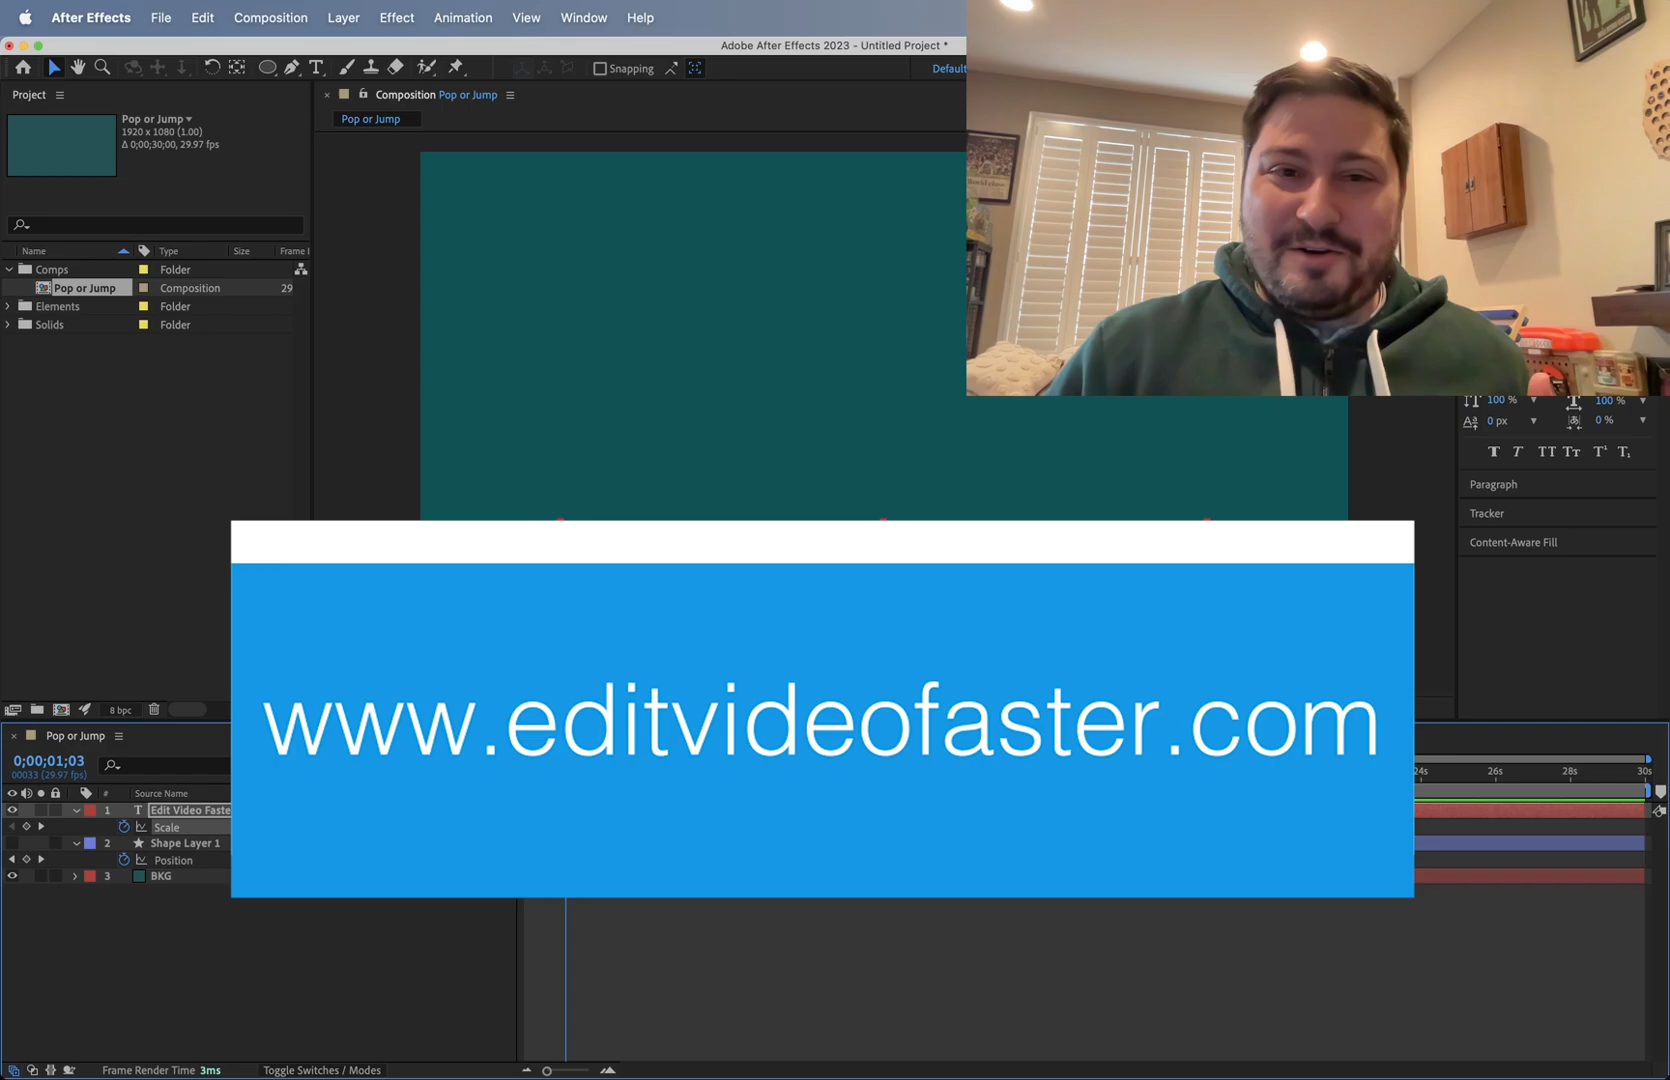 After Effects File Edit Composition Layer Effect Animation View Window Help
Adobe After Effects 2023 - Untitled Project *
Snapping
Default
Project
Composition Pop or Jump
Pop or Jump
Pop or Jump
1920 x 1080 (1.00)
Δ 0;00;30;00, 29.97 fps
Name Type Size Frame
Comps Folder
Pop or Jump Composition 29
Elements Folder
Solids Folder
100 % 100 %
0 px 0 %
T T TT Tt T¹ T₁
Paragraph
Tracker
Content-Aware Fill
www.editvideofaster.com
8 bpc
Pop or Jump
0;00;01;03
00033 (29.97 fps)
24s 26s 28s 30s
# Source Name
1 T Edit Video Faste
Scale
2 Shape Layer 1
Position
3 BKG
Frame Render Time 3ms Toggle Switches / Modes